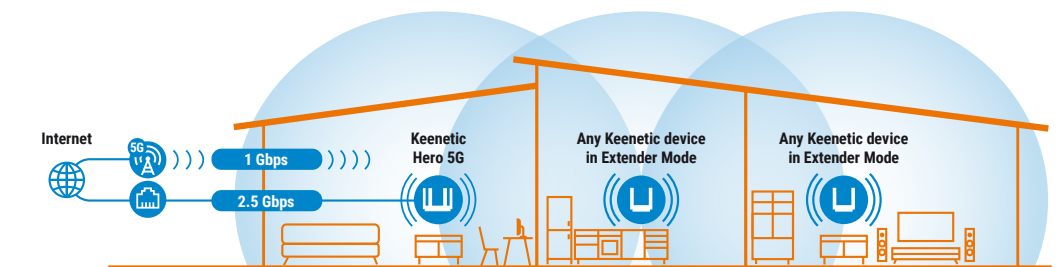 Internet
5G
1 Gbps
2.5 Gbps
Keenetic
Hero 5G
Any Keenetic device
in Extender Mode
Any Keenetic device
in Extender Mode